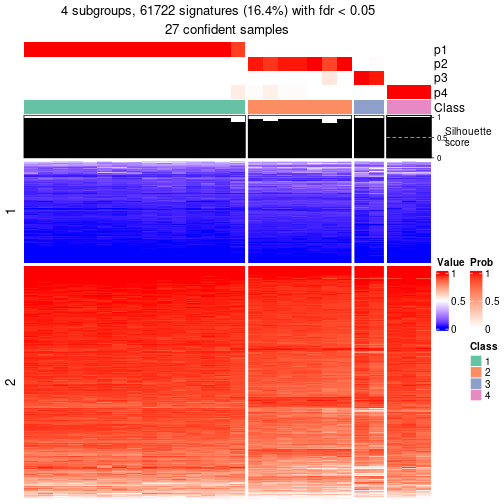 4 subgroups, 61722 signatures (16.4%) with fdr < 0.05
27 confident samples
p1
p2
p3
p4
Class
1
0.5
0
Silhouette
score
1
2
Value
1
0.5
0
Prob
1
0.5
0
Class
1
2
3
4